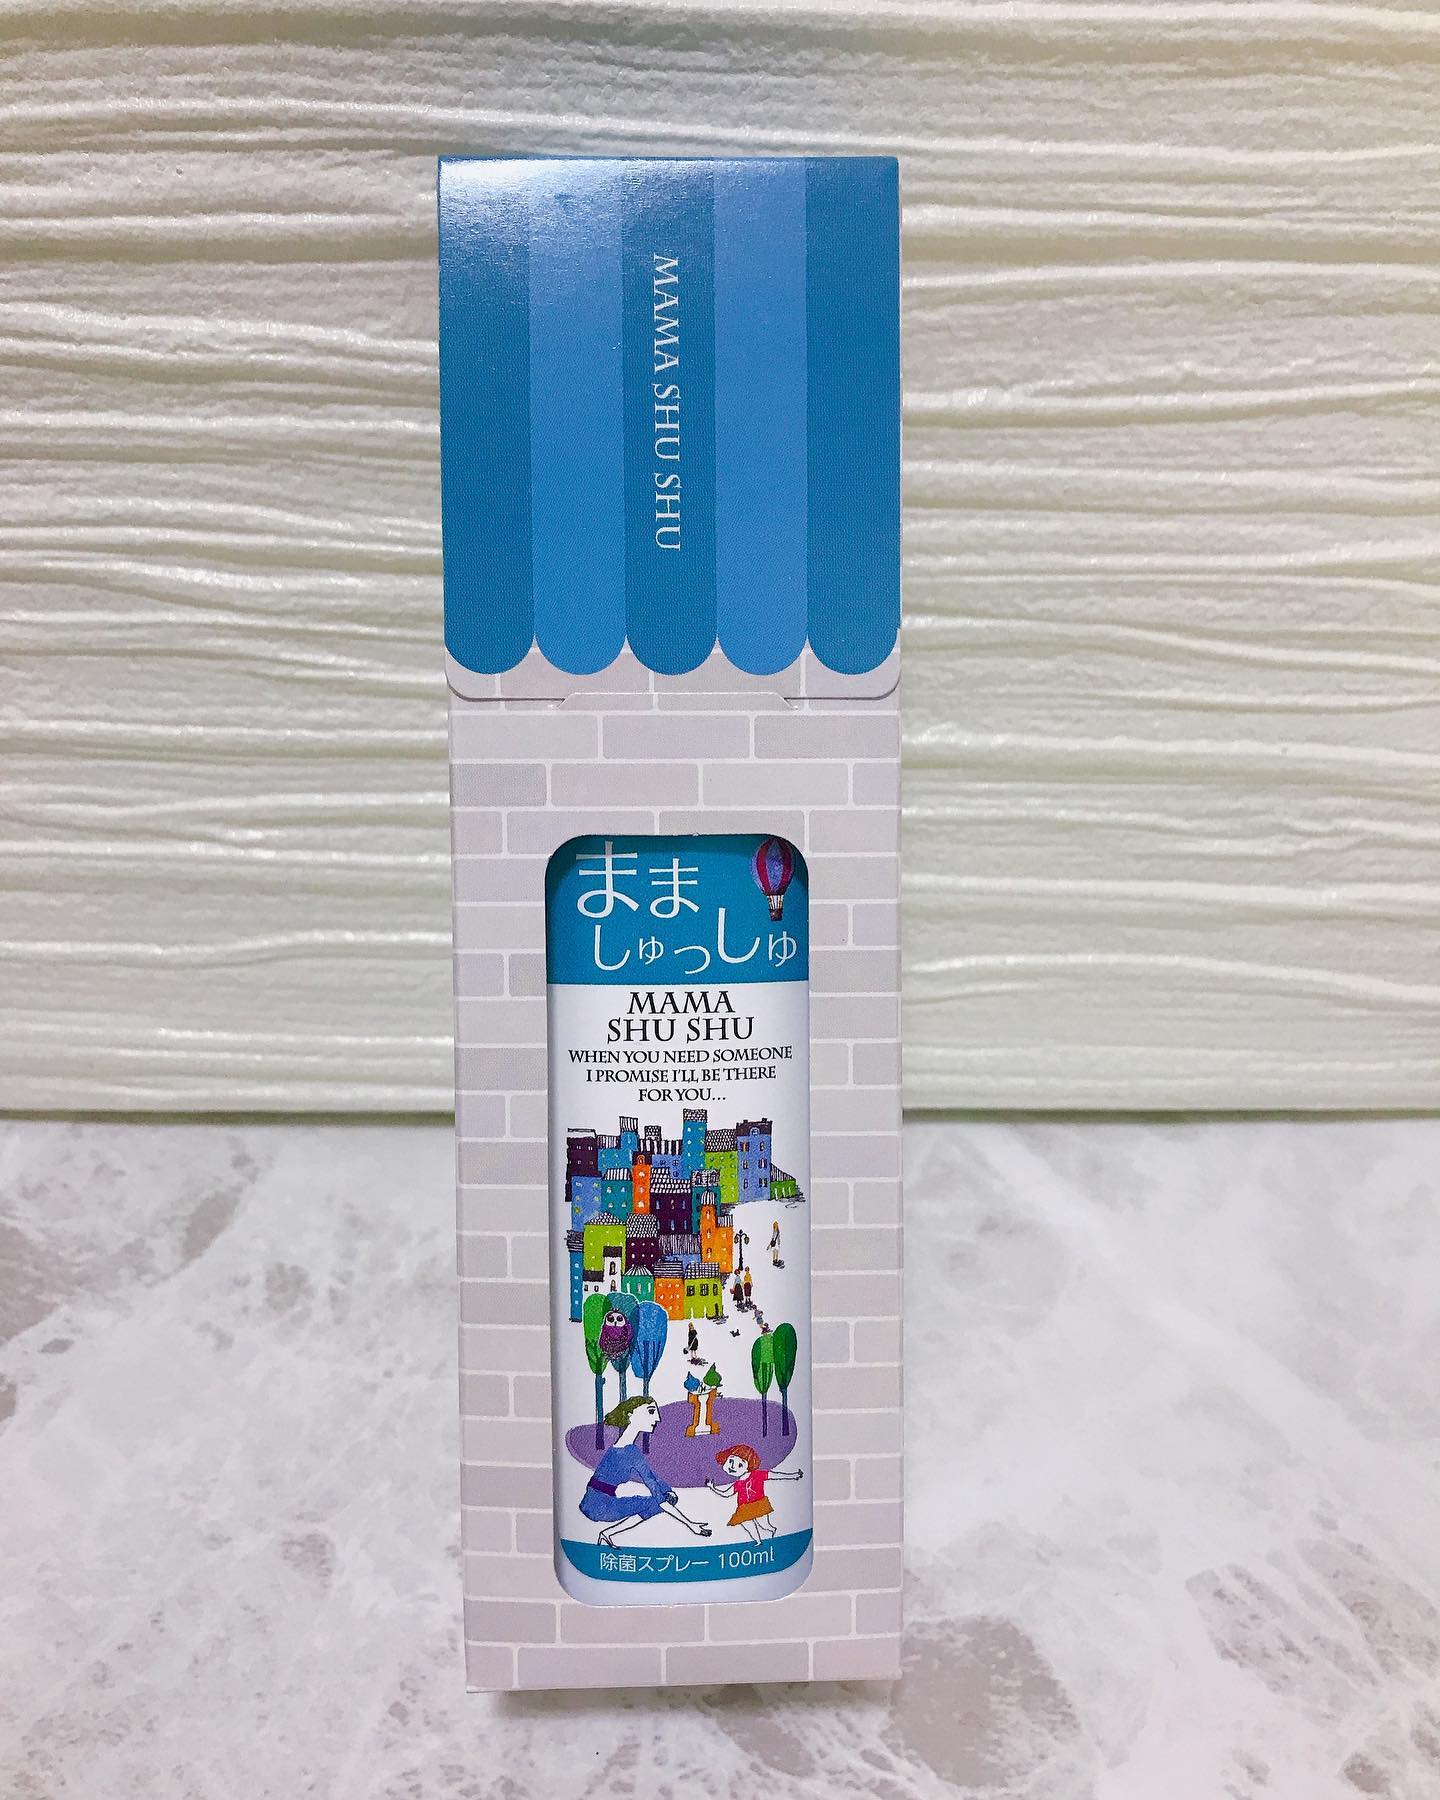 MAMA SHU SHU
まま
しゅっしゅ
MAMA
SHU SHU
WHEN YOU NEED SOMEONE
I PROMISE I'LL BE THERE
FOR YOU...
R
除菌スプレー 100ml